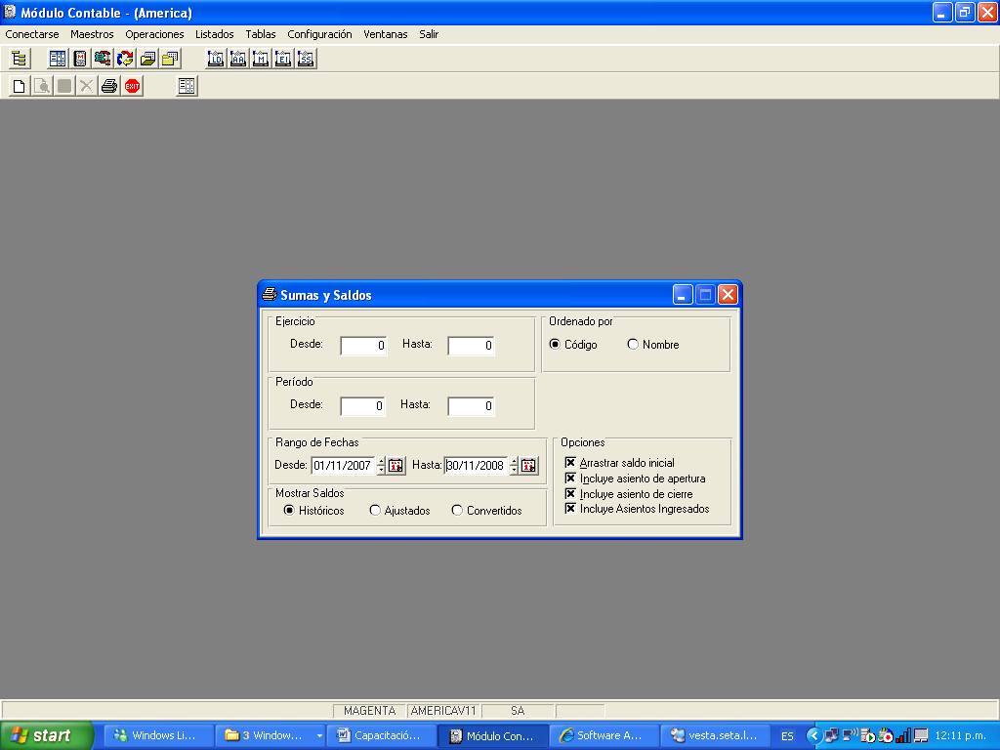 Módulo Contable - (America)
Conectarse Maestros Operaciones Listados Tablas Configuración Ventanas Salir
LD AA M EI SS
EXIT
Sumas y Saldos
Ejercicio
Desde: 0 Hasta: 0
Ordenado por
Código Nombre
Período
Desde: 0 Hasta: 0
Rango de Fechas
Desde: 01/11/2007 Hasta: 30/11/2008
Opciones
Arrastrar saldo inicial
Incluye asiento de apertura
Incluye asiento de cierre
Incluye Asientos Ingresados
Mostrar Saldos
Históricos Ajustados Convertidos
MAGENTA AMERICAV11 SA
start Windows Li... 3 Window... Capacitació... Módulo Con... Software A... vesta.seta.l... ES 12:11 p.m.